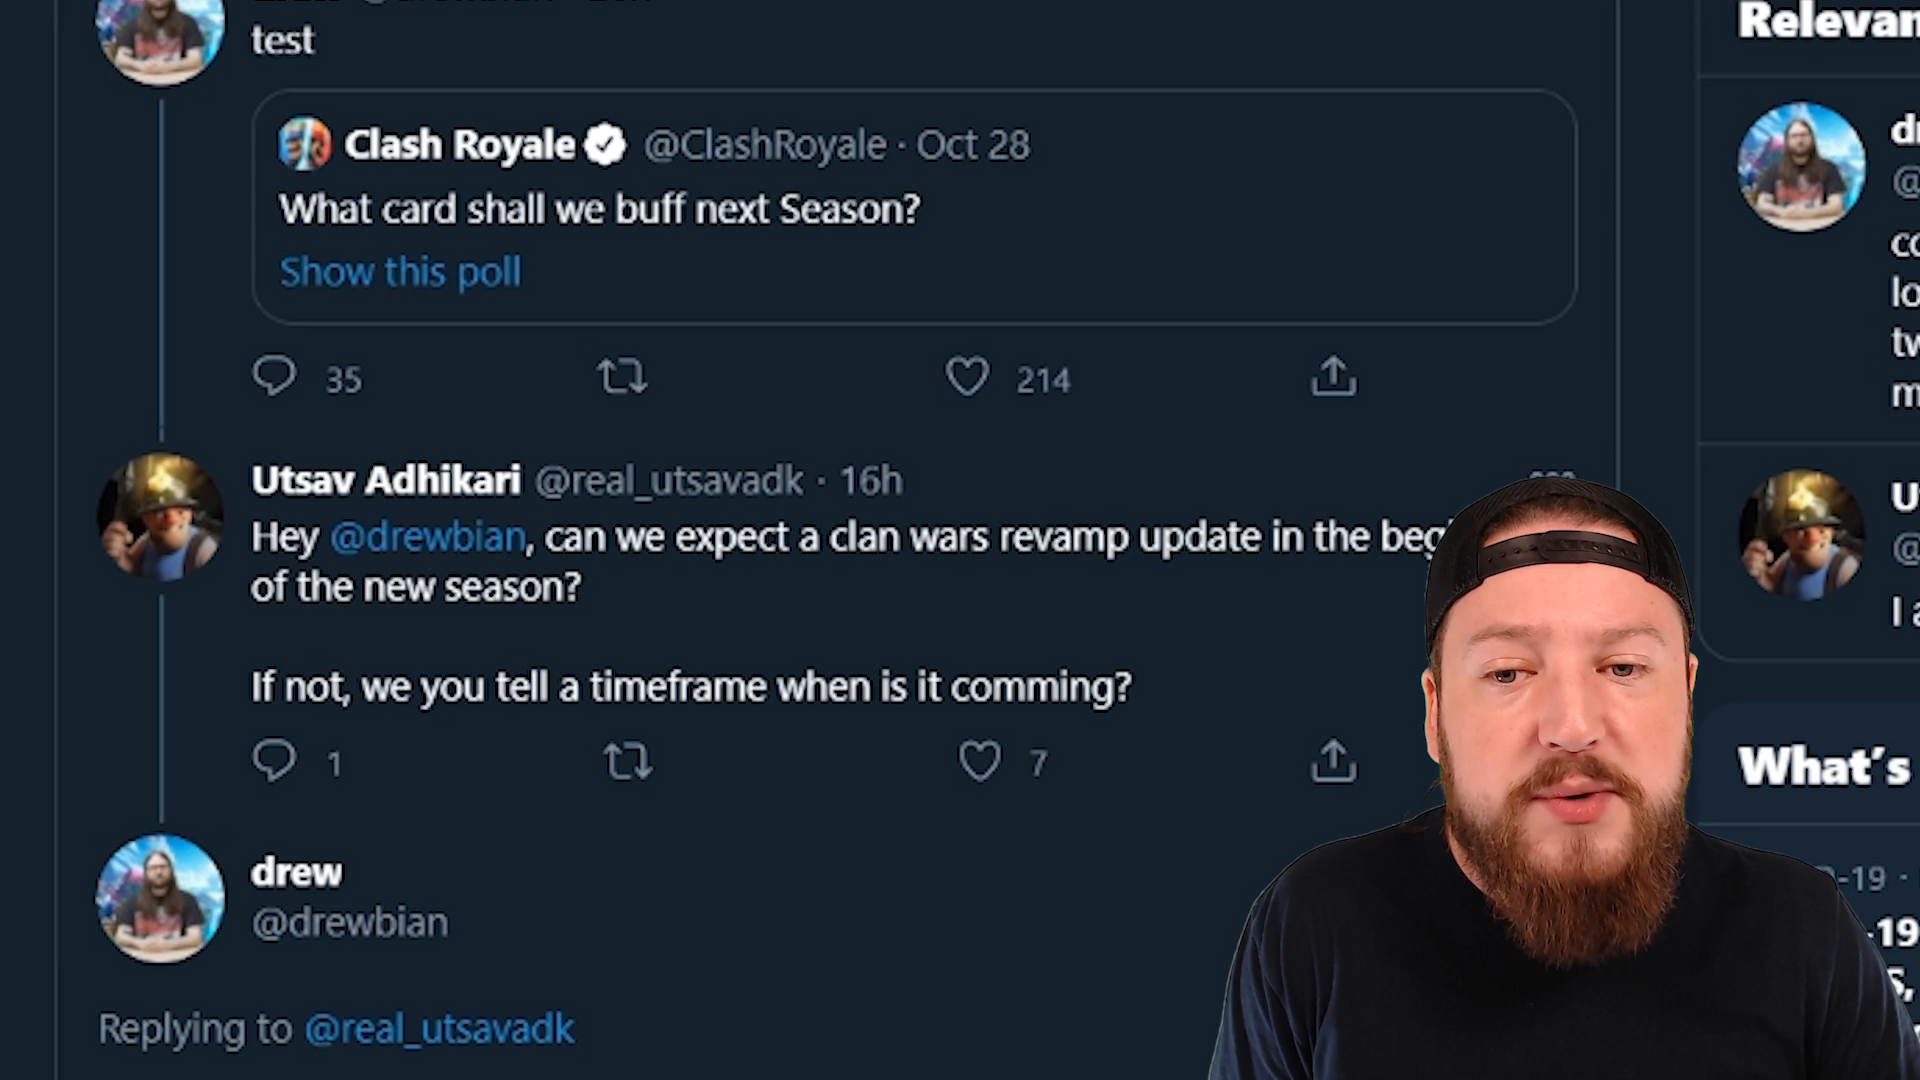 test
Relevan
Clash Royale @ClashRoyale · Oct 28
What card shall we buff next Season?
Show this poll
35 214
Utsav Adhikari @real_utsavadk · 16h
Hey @drewbian, can we expect a clan wars revamp update in the beg
of the new season?
If not, we you tell a timeframe when is it comming?
1 7
What's
drew
@drewbian
-19 ·
-19
Replying to @real_utsavadk